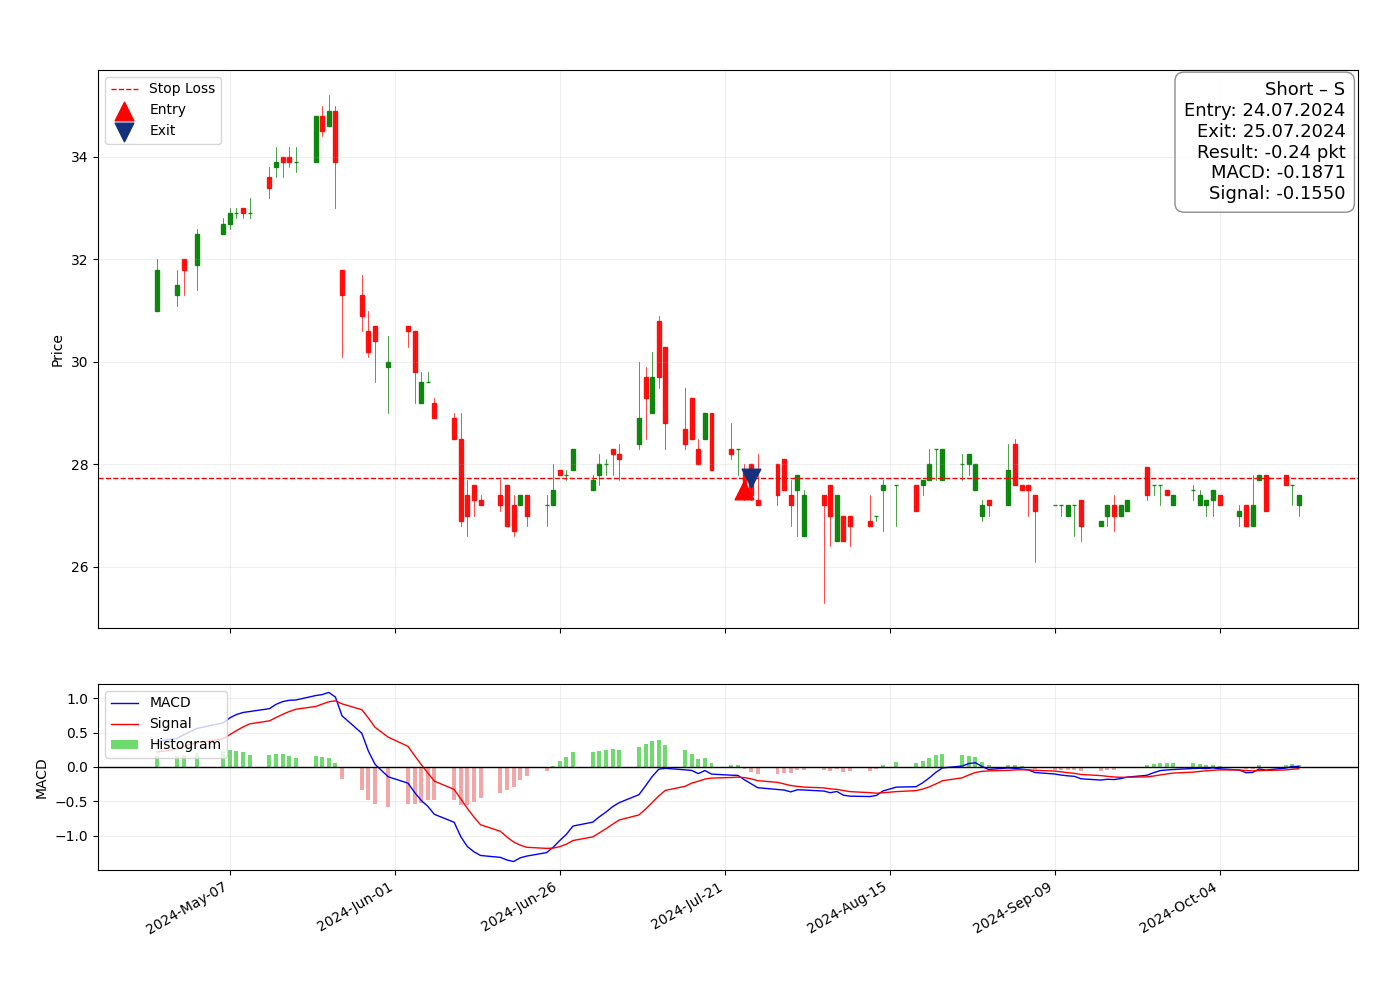 Stop Loss
Entry
Exit
Short – S
Entry: 24.07.2024
Exit: 25.07.2024
Result: -0.24 pkt
MACD: -0.1871
Signal: -0.1550
34
32
30
28
26
Price
MACD
Signal
Histogram
1.0
0.5
0.0
−0.5
−1.0
MACD
2024-May-07
2024-Jun-01
2024-Jun-26
2024-Jul-21
2024-Aug-15
2024-Sep-09
2024-Oct-04